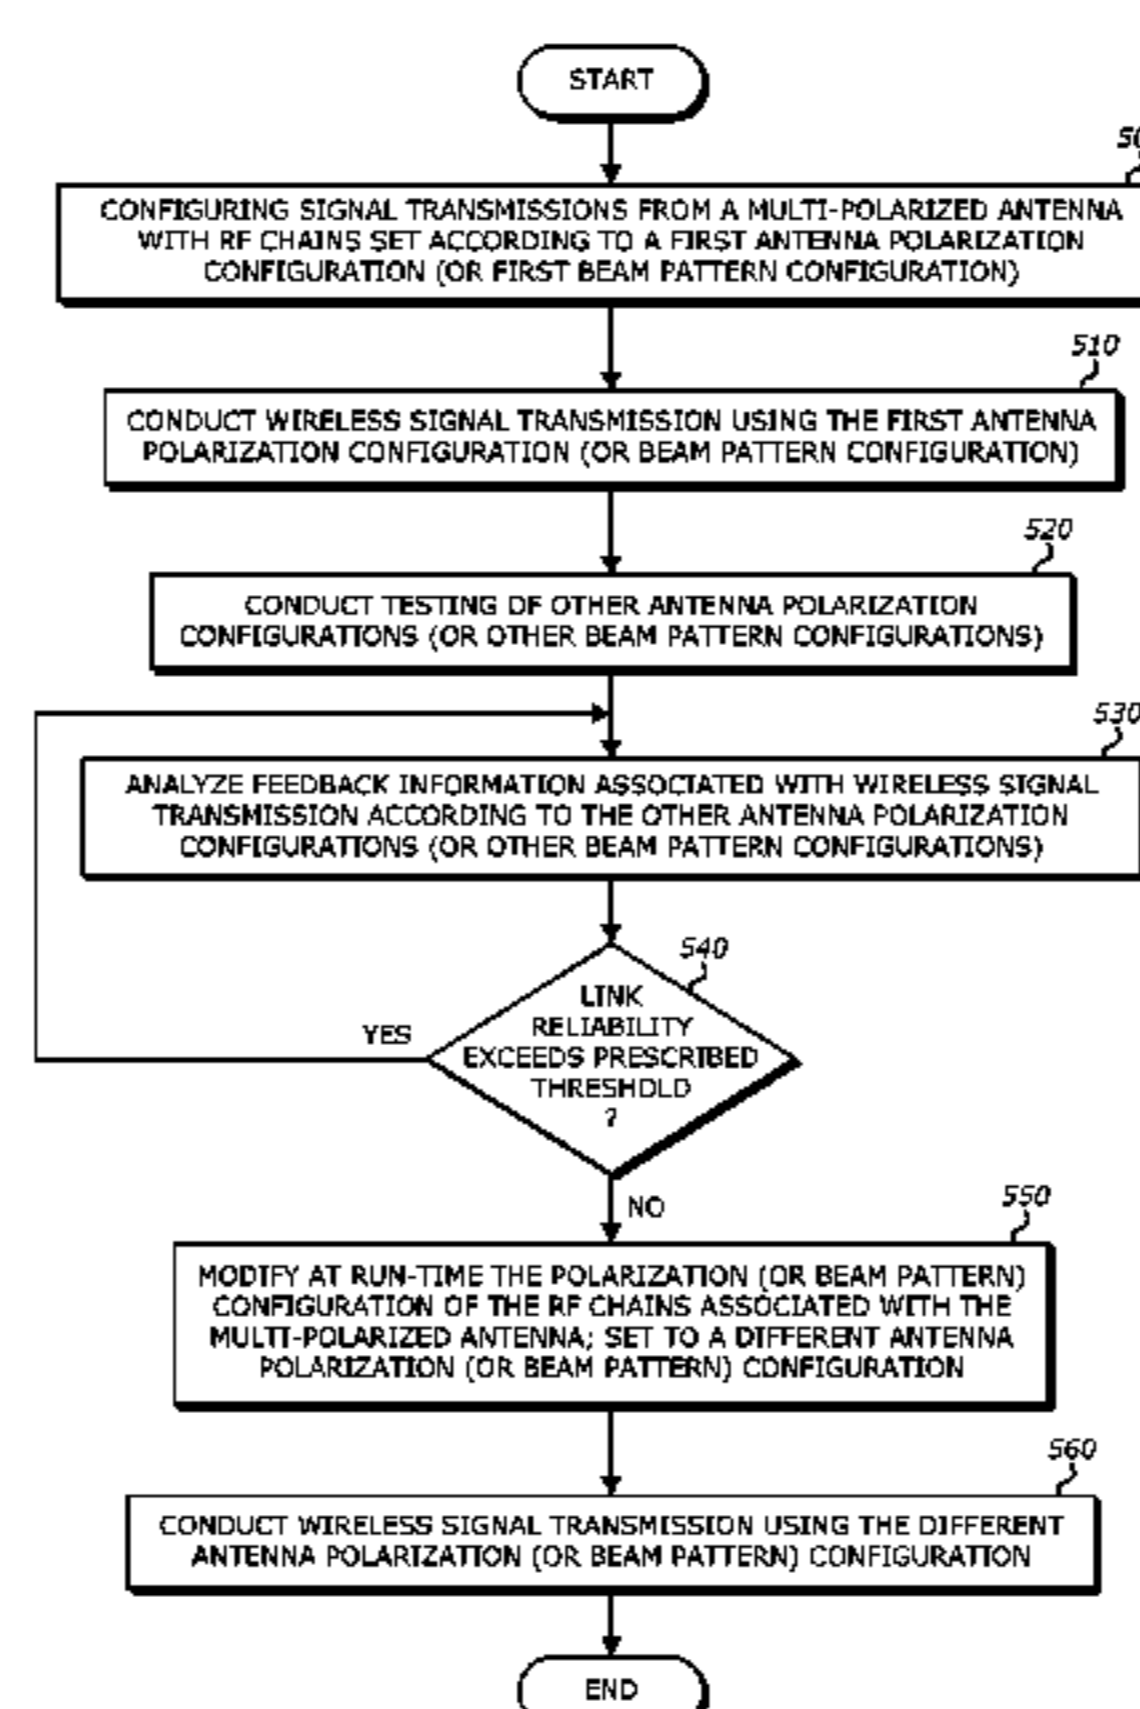 START
CONFIGURING SIGNAL TRANSMISSIONS FROM A MULTI-POLARIZED ANTENNA
WITH RF CHAINS SET ACCORDING TO A FIRST ANTENNA POLARIZATION
CONFIGURATION (OR FIRST BEAM PATTERN CONFIGURATION)
510
CONDUCT WIRELESS SIGNAL TRANSMISSION USING THE FIRST ANTENNA
POLARIZATION CONFIGURATION (OR BEAM PATTERN CONFIGURATION)
520
CONDUCT TESTING OF OTHER ANTENNA POLARIZATION
CONFIGURATIONS (OR OTHER BEAM PATTERN CONFIGURATIONS)
530
ANALYZE FEEDBACK INFORMATION ASSOCIATED WITH WIRELESS SIGNAL
TRANSMISSION ACCORDING TO THE OTHER ANTENNA POLARIZATION
CONFIGURATIONS (OR OTHER BEAM PATTERN CONFIGURATIONS)
540
LINK
RELIABILITY
EXCEEDS PRESCRIBED
THRESHOLD
?
YES
NO
550
MODIFY AT RUN-TIME THE POLARIZATION (OR BEAM PATTERN)
CONFIGURATION OF THE RF CHAINS ASSOCIATED WITH THE
MULTI-POLARIZED ANTENNA; SET TO A DIFFERENT ANTENNA
POLARIZATION (OR BEAM PATTERN) CONFIGURATION
560
CONDUCT WIRELESS SIGNAL TRANSMISSION USING THE DIFFERENT
ANTENNA POLARIZATION (OR BEAM PATTERN) CONFIGURATION
END